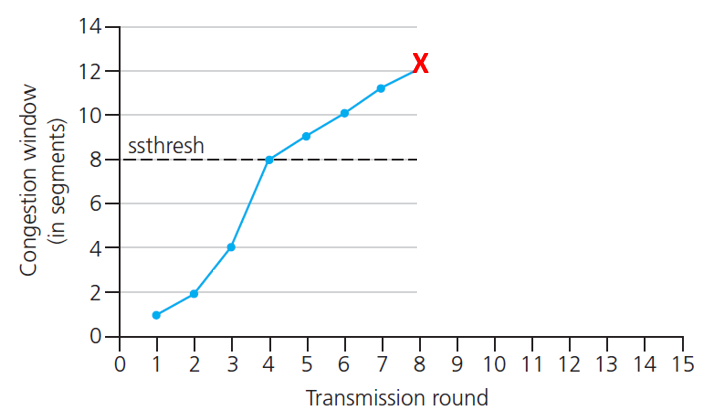 14
12
10
8
6
4
2
0
Congestion window
(in segments)
ssthresh
X
0 1 2 3 4 5 6 7 8 9 10 11 12 13 14 15
Transmission round